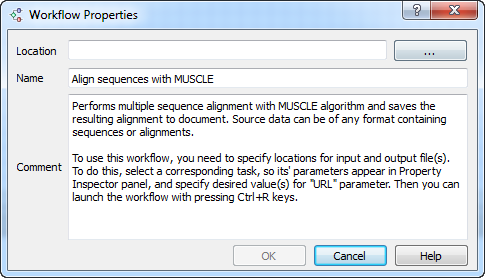 Workflow Properties
?
Location
...
Name
Align sequences with MUSCLE
Comment
Performs multiple sequence alignment with MUSCLE algorithm and saves the
resulting alignment to document. Source data can be of any format containing
sequences or alignments.
To use this workflow, you need to specify locations for input and output file(s).
To do this, select a corresponding task, so its' parameters appear in Property
Inspector panel, and specify desired value(s) for "URL" parameter. Then you can
launch the workflow with pressing Ctrl+R keys.
OK
Cancel
Help